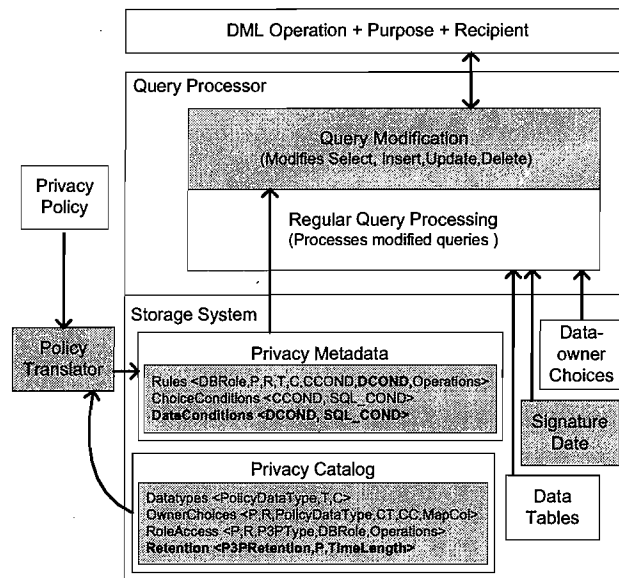 DML Operation + Purpose + Recipient
Query Processor
Query Modification
(Modifies Select, Insert,Update,Delete)
Privacy
Policy
Regular Query Processing
(Processes modified queries )
Storage System
Policy
Translator
Privacy Metadata
Rules <DBRole,P,R,T,C,CCOND,DCOND,Operations>
ChoiceConditions <CCOND, SQL_COND>
DataConditions <DCOND, SQL_COND>
Data-
owner
Choices
Signature
Date
Privacy Catalog
Datatypes <PolicyDataType,T,C>
OwnerChoices <P,R,PolicyDataType,CT,CC,MapCol>
RoleAccess <P,R,P3PType,DBRole,Operations>
Retention <P3PRetention,P,TimeLength>
Data
Tables